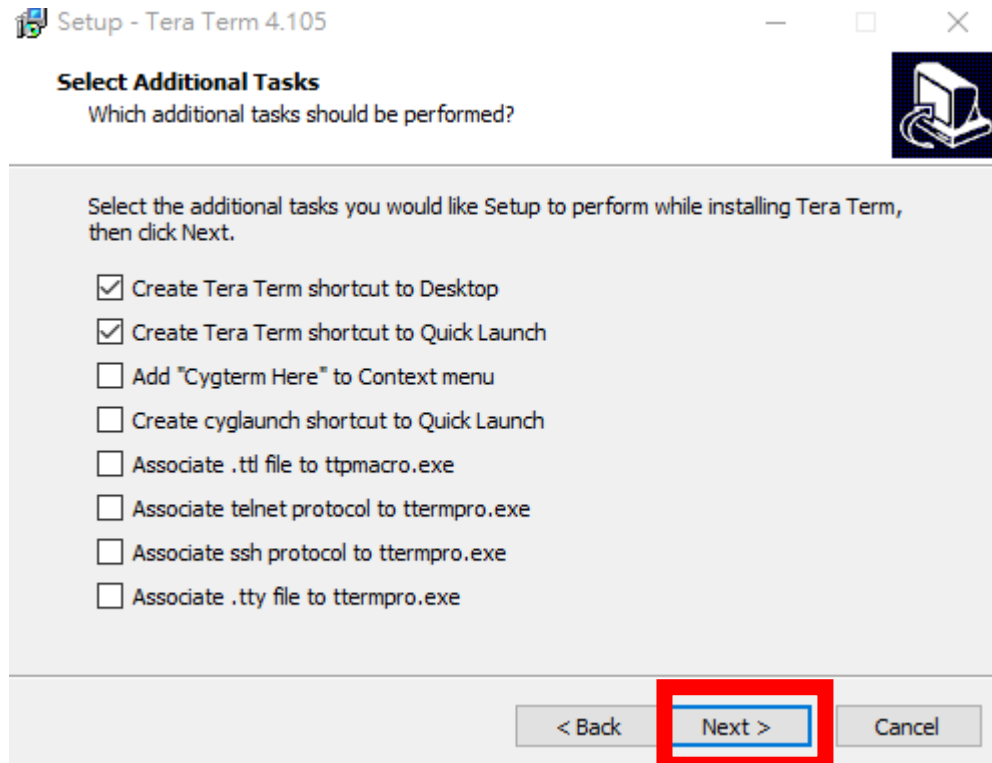 Setup - Tera Term 4.105
Select Additional Tasks
Which additional tasks should be performed?
Select the additional tasks you would like Setup to perform while installing Tera Term,
then click Next.
Create Tera Term shortcut to Desktop
Create Tera Term shortcut to Quick Launch
Add "Cygterm Here" to Context menu
Create cyglaunch shortcut to Quick Launch
Associate .ttl file to ttpmacro.exe
Associate telnet protocol to ttermpro.exe
Associate ssh protocol to ttermpro.exe
Associate .tty file to ttermpro.exe
< Back Next > Cancel